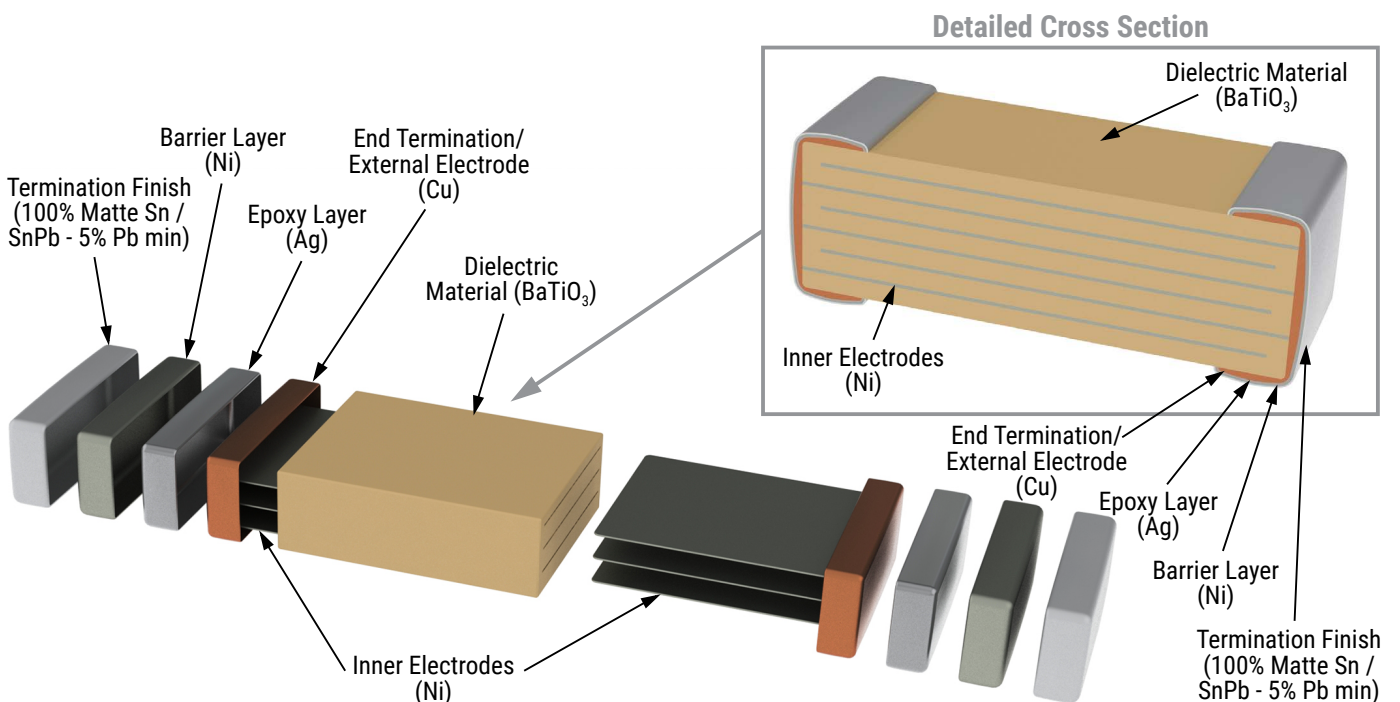 Detailed Cross Section
Dielectric Material
(BaTiO₃)
Inner Electrodes
(Ni)
End Termination/
External Electrode
(Cu)
Epoxy Layer
(Ag)
Barrier Layer
(Ni)
Termination Finish
(100% Matte Sn /
SnPb - 5% Pb min)
Termination Finish
(100% Matte Sn /
SnPb - 5% Pb min)
Barrier Layer
(Ni)
Epoxy Layer
(Ag)
End Termination/
External Electrode
(Cu)
Dielectric
Material (BaTiO₃)
Inner Electrodes
(Ni)